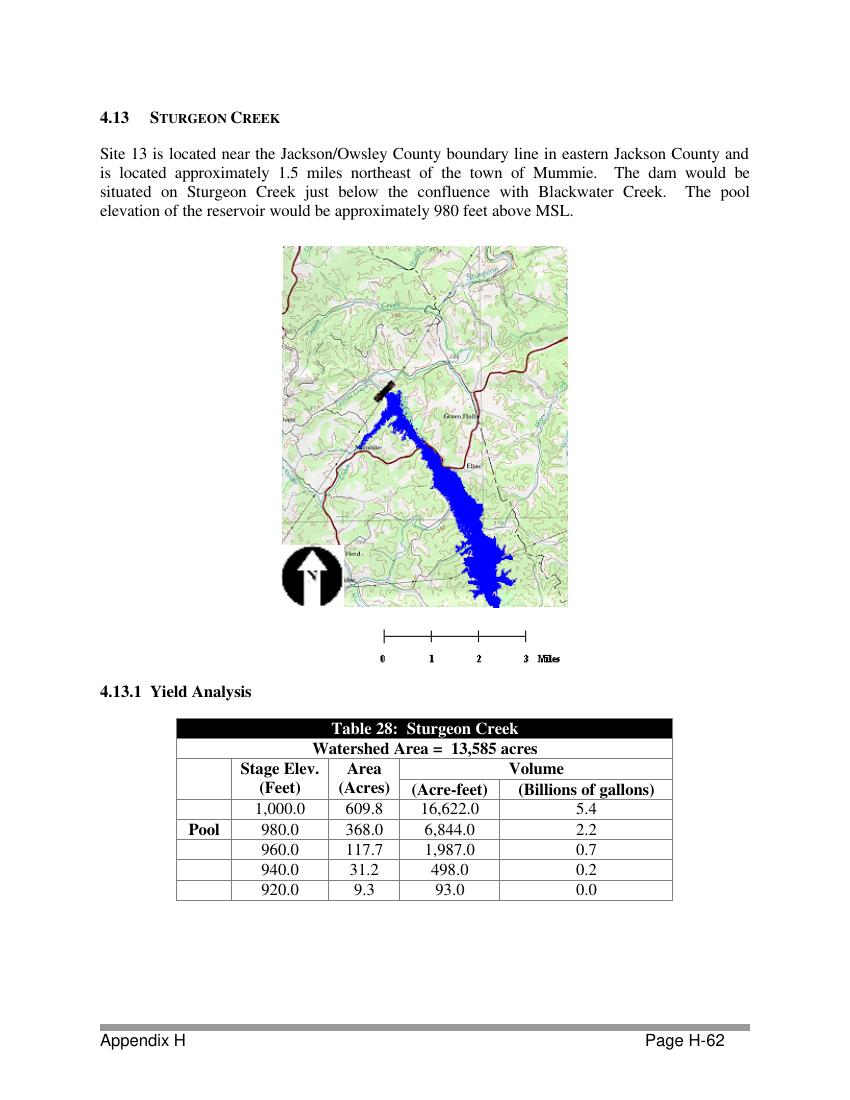 4.13 STURGEON CREEK
Site 13 is located near the Jackson/Owsley County boundary line in eastern Jackson County and
is located approximately 1.5 miles northeast of the town of Mummie. The dam would be
situated on Sturgeon Creek just below the confluence with Blackwater Creek. The pool
elevation of the reservoir would be approximately 980 feet above MSL.
Sturgeon
Creek
Green Hall
Mummie
Elias
Herd
N
0 1 2 3 Miles
4.13.1 Yield Analysis
Table 28: Sturgeon Creek
Watershed Area = 13,585 acres
Stage Elev. (Feet) Area (Acres) Volume
(Acre-feet) (Billions of gallons)
1,000.0 609.8 16,622.0 5.4
Pool 980.0 368.0 6,844.0 2.2
960.0 117.7 1,987.0 0.7
940.0 31.2 498.0 0.2
920.0 9.3 93.0 0.0
Appendix H Page H-62